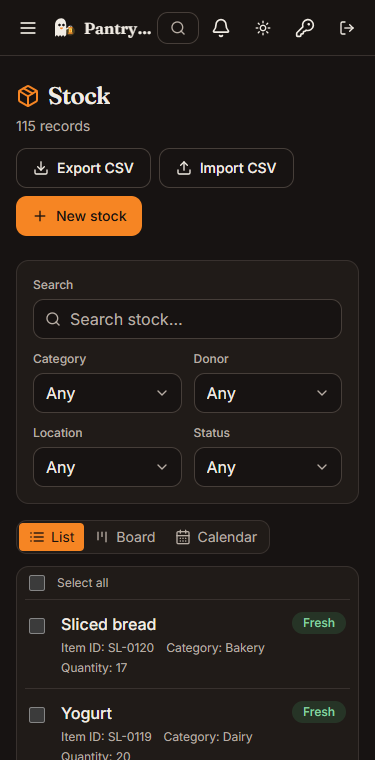 Pantry...
Stock
115 records
Export CSV Import CSV
New stock
Search
Search stock...
Category Donor
Any Any
Location Status
Any Any
List Board Calendar
Select all
Sliced bread Fresh
Item ID: SL-0120 Category: Bakery
Quantity: 17
Yogurt Fresh
Item ID: SL-0119 Category: Dairy
Quantity: 20